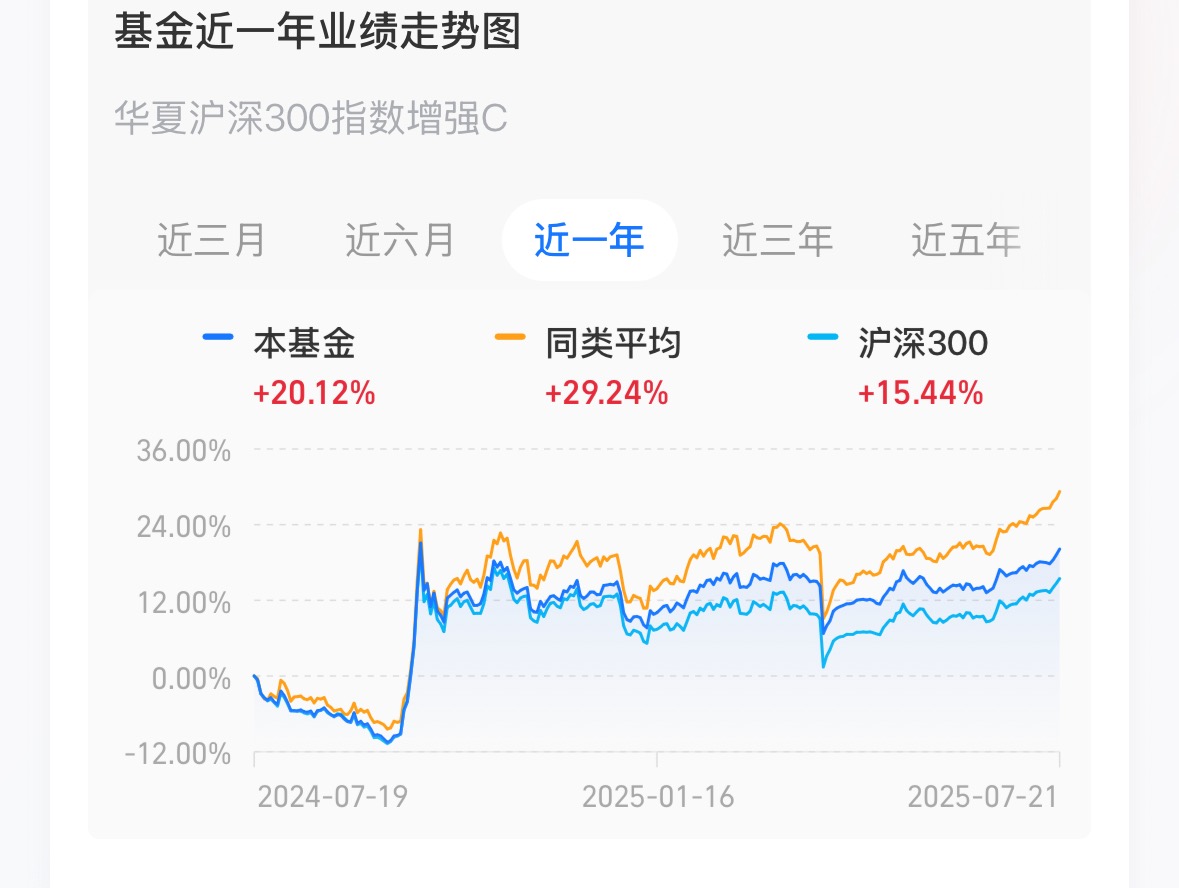 基金近一年业绩走势图
华夏沪深300指数增强C
近三月 近六月 近一年 近三年 近五年
本基金 同类平均 沪深300
+20.12% +29.24% +15.44%
36.00%
24.00%
12.00%
0.00%
-12.00%
2024-07-19 2025-01-16 2025-07-21